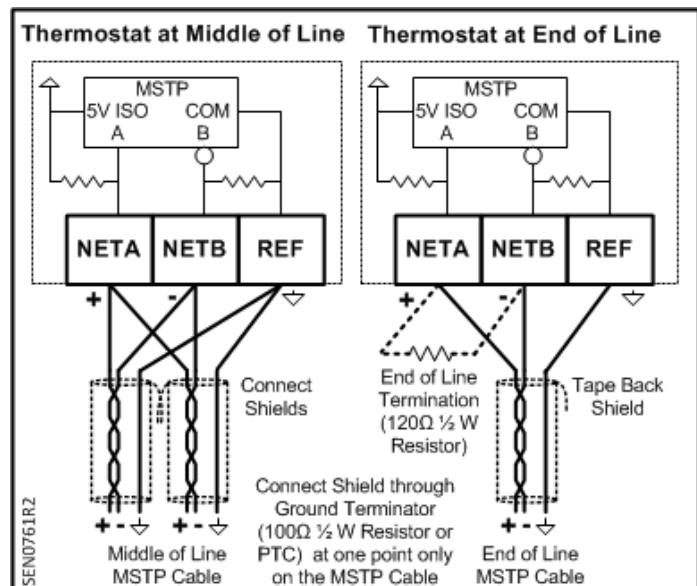 Thermostat at Middle of Line
MSTP
5V ISO COM
A B
NETA NETB REF
+ -
Connect
Shields
+ - + -
Middle of Line
MSTP Cable
Thermostat at End of Line
MSTP
5V ISO COM
A B
NETA NETB REF
+ -
End of Line
Termination
(120Ω ½ W
Resistor)
Tape Back
Shield
Connect Shield through
Ground Terminator
(100Ω ½ W Resistor or
PTC) at one point only
on the MSTP Cable
+ -
End of Line
MSTP Cable
SEN0761R2